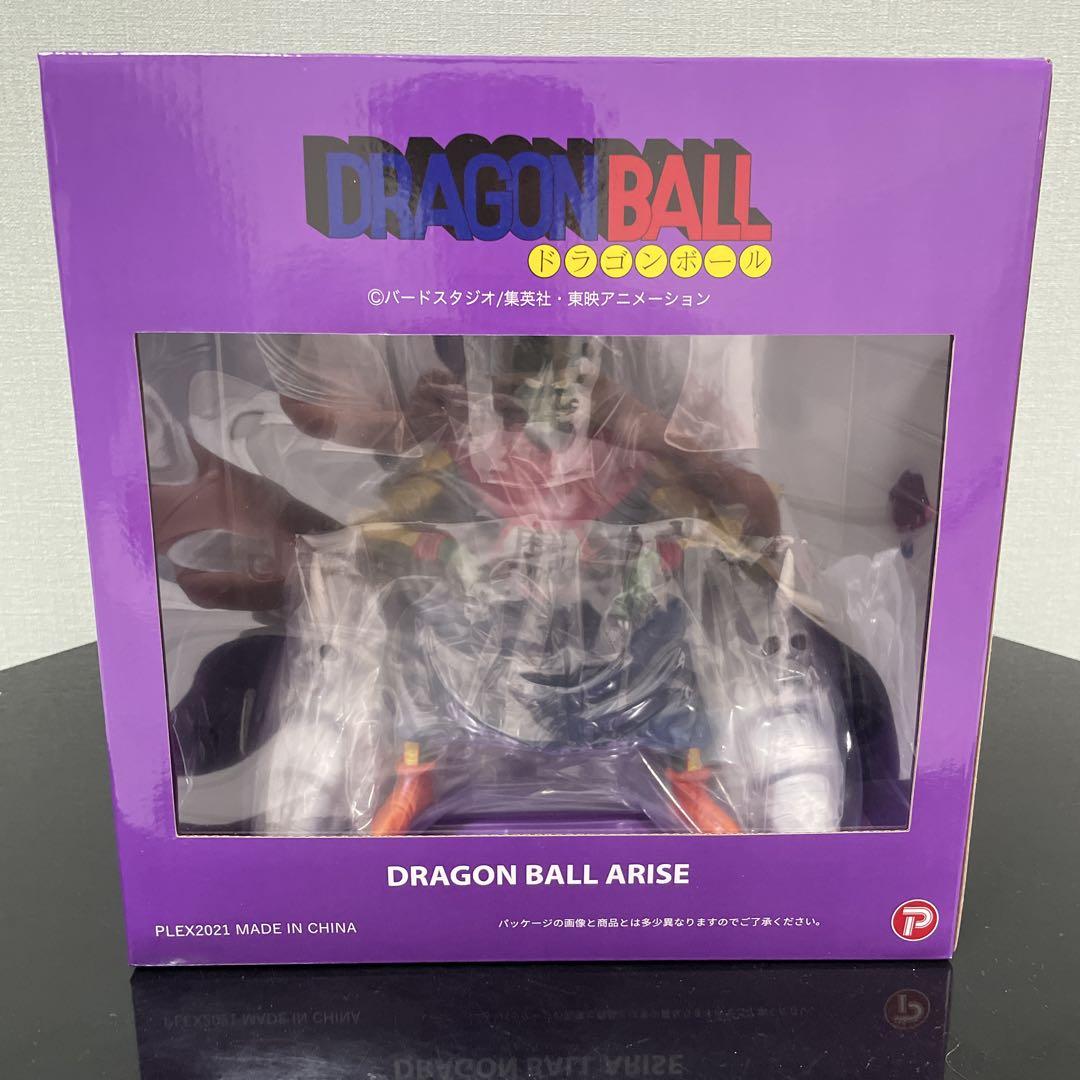 DRAGON BALL
ドラゴンボール
©バードスタジオ/集英社・東映アニメーション
DRAGON BALL ARISE
PLEX2021 MADE IN CHINA
パッケージの画像と商品とは多少異なりますのでご了承ください。
P